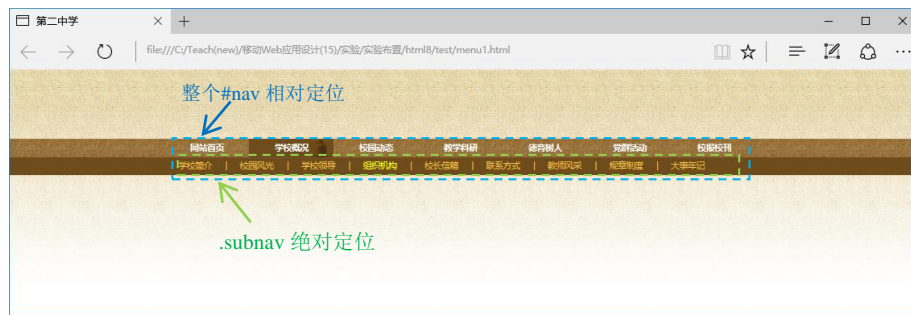 第二中学
file:///C:/Teach(new)/移动Web应用设计(15)/实验/实验布置/html8/test/menu1.html
整个#nav 相对定位
网站首页 学校概况 校园动态 教学科研 德育树人 党群活动 校报校刊
学校简介 | 校园风光 | 学校领导 | 组织机构 | 校长信箱 | 联系方式 | 教师风采 | 规章制度 | 大事年记
.subnav 绝对定位